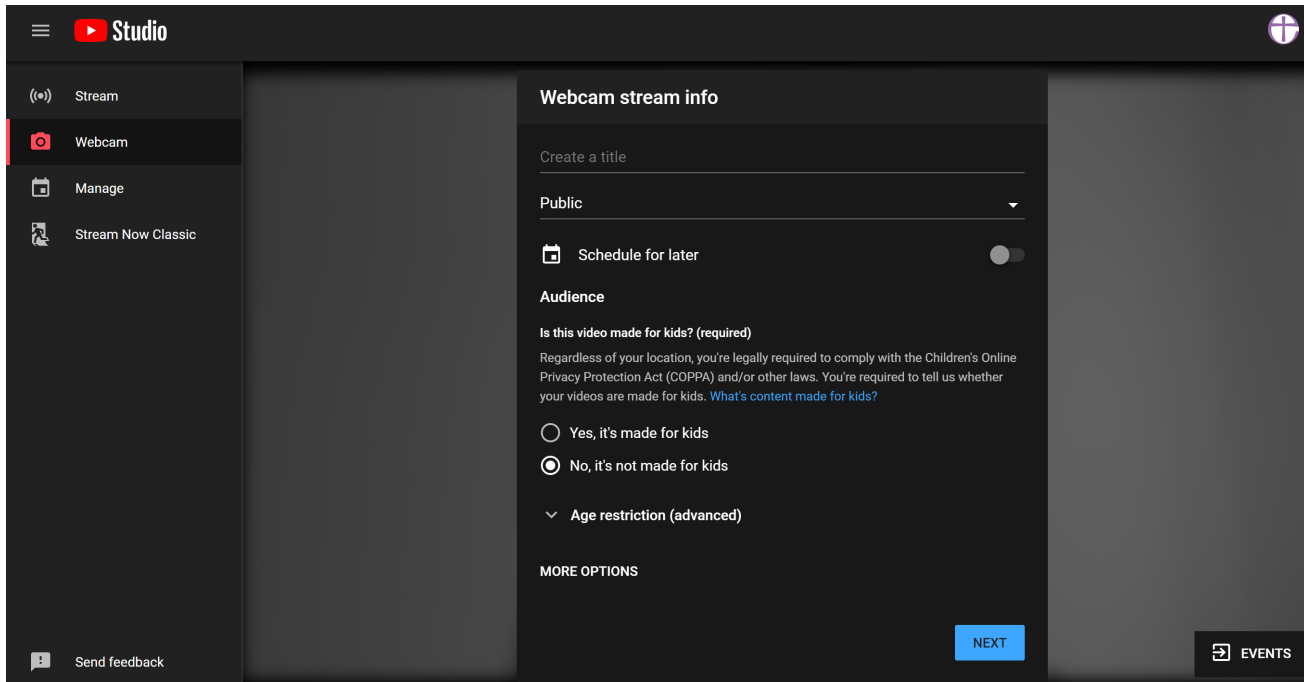 Studio
Stream
Webcam
Manage
Stream Now Classic
Send feedback
Webcam stream info
Create a title
Public
Schedule for later
Audience
Is this video made for kids? (required)
Regardless of your location, you're legally required to comply with the Children's Online
Privacy Protection Act (COPPA) and/or other laws. You're required to tell us whether
your videos are made for kids. What's content made for kids?
Yes, it's made for kids
No, it's not made for kids
Age restriction (advanced)
MORE OPTIONS
NEXT
EVENTS